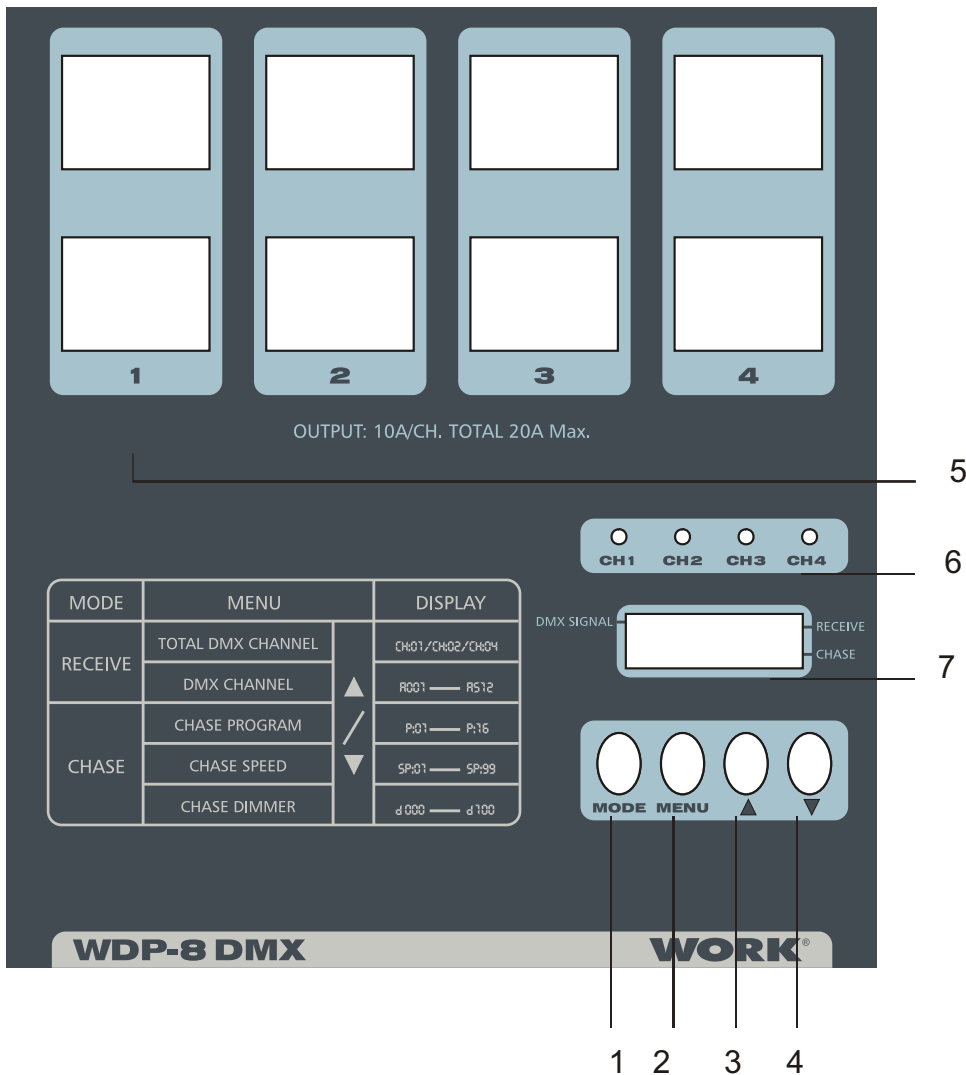 1 2 3 4
OUTPUT: 10A/CH. TOTAL 20A Max.
5
CH1 CH2 CH3 CH4
6
MODE MENU DISPLAY
RECEIVE
TOTAL DMX CHANNEL CH:01/CH:02/CH:04
DMX CHANNEL ▲ A001 — A512
CHASE
CHASE PROGRAM / P:01 — P:16
CHASE SPEED ▼ SP:01 — SP:99
CHASE DIMMER d000 — d100
DMX SIGNAL
RECEIVE
CHASE
7
MODE MENU ▲ ▼
WDP-8 DMX WORK®
1 2 3 4